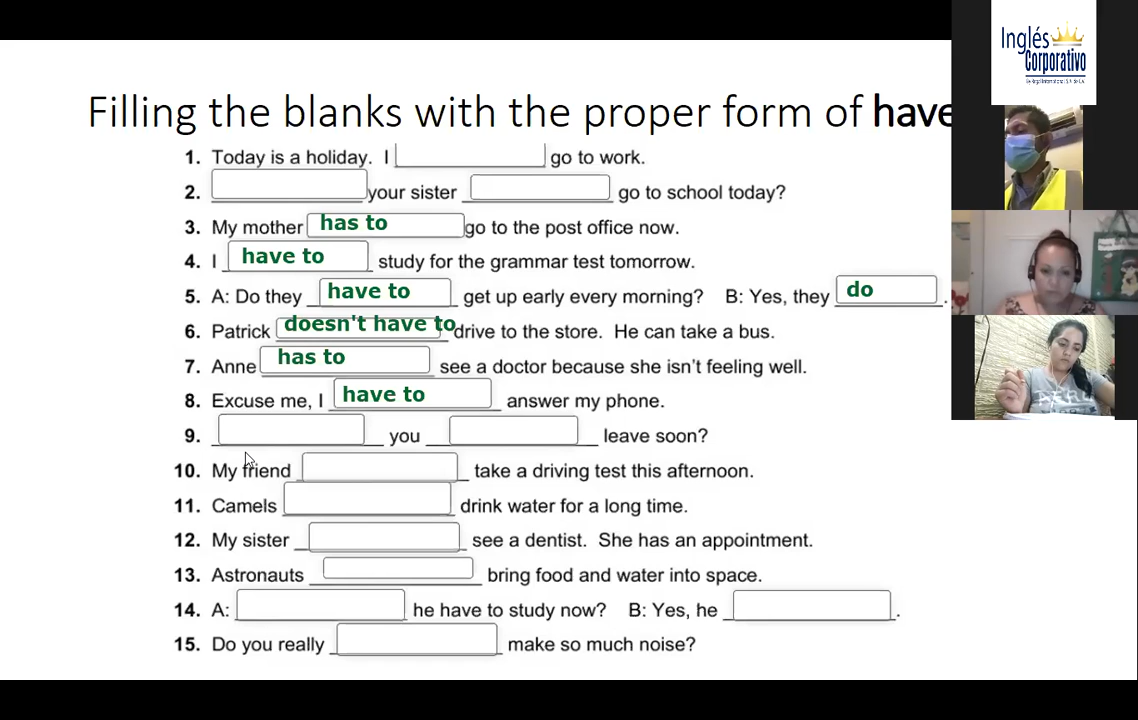 Filling the blanks with the proper form of have
1. Today is a holiday. I go to work.
2. your sister go to school today?
3. My mother has to go to the post office now.
4. I have to study for the grammar test tomorrow.
5. A: Do they have to get up early every morning? B: Yes, they do .
6. Patrick doesn't have to drive to the store. He can take a bus.
7. Anne has to see a doctor because she isn't feeling well.
8. Excuse me, I have to answer my phone.
9. you leave soon?
10. My friend take a driving test this afternoon.
11. Camels drink water for a long time.
12. My sister see a dentist. She has an appointment.
13. Astronauts bring food and water into space.
14. A: he have to study now? B: Yes, he .
15. Do you really make so much noise?
Inglés
Corporativo